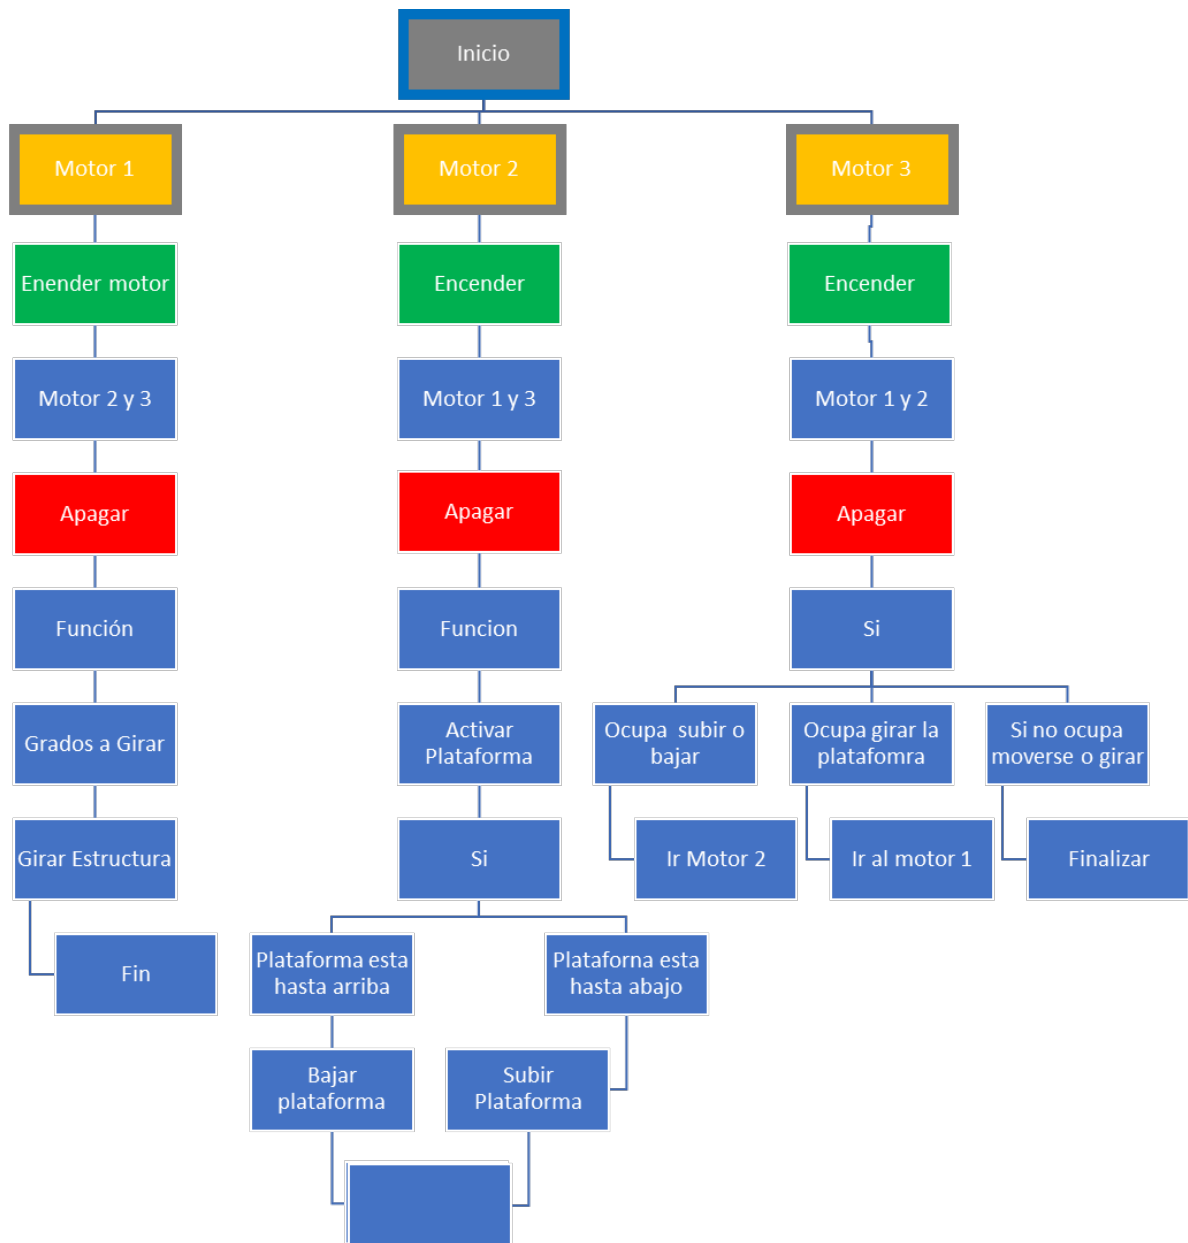 Inicio
Motor 1
Motor 2
Motor 3
Enender motor
Encender
Encender
Motor 2 y 3
Motor 1 y 3
Motor 1 y 2
Apagar
Apagar
Apagar
Función
Funcion
Si
Grados a Girar
Activar
Plataforma
Ocupa subir o
bajar
Ocupa girar la
platafomra
Si no ocupa
moverse o girar
Girar Estructura
Si
Ir Motor 2
Ir al motor 1
Finalizar
Fin
Plataforma esta
hasta arriba
Plataforna esta
hasta abajo
Bajar
plataforma
Subir
Plataforma